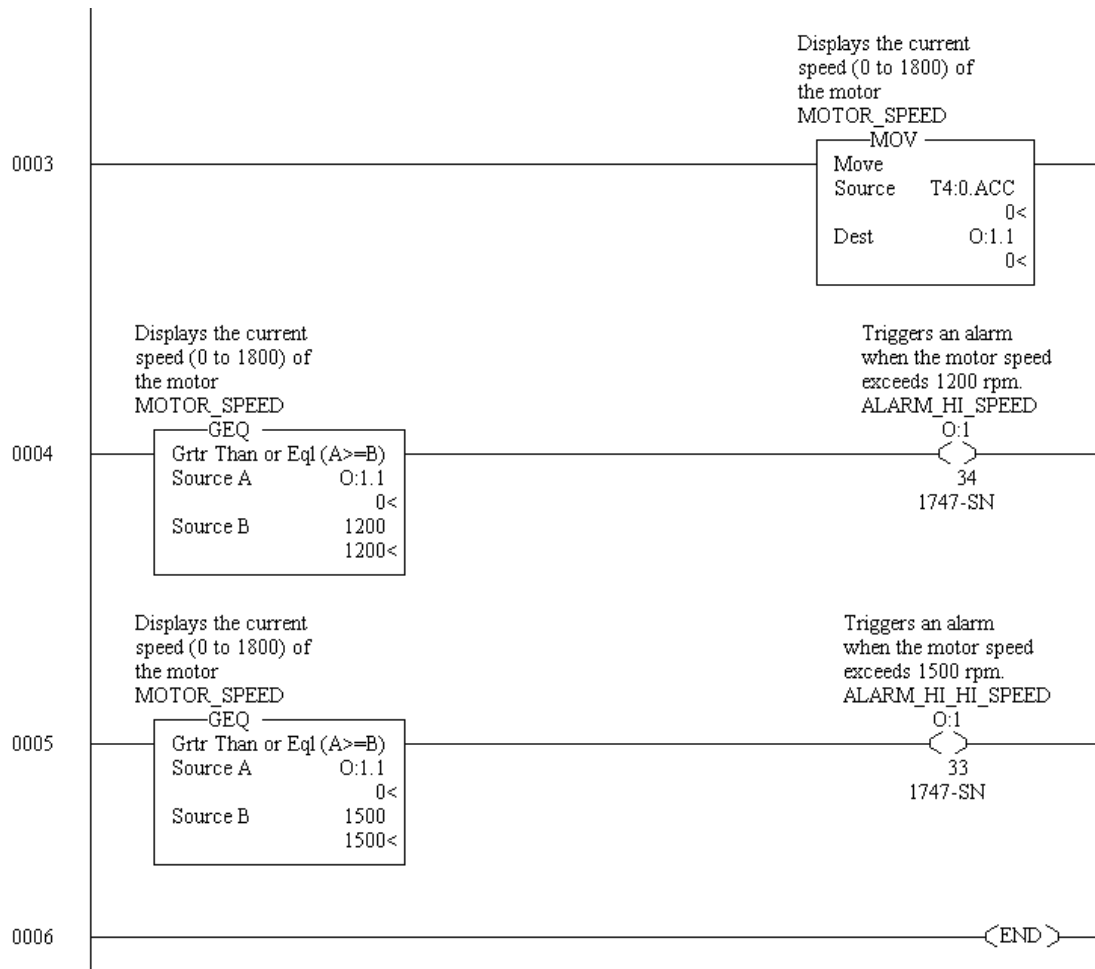 Displays the current
speed (0 to 1800) of
the motor
MOTOR_SPEED
MOV
0003
Move
Source T4:0.ACC
0<
Dest O:1.1
0<
Displays the current
speed (0 to 1800) of
the motor
MOTOR_SPEED
GEQ
0004
Grtr Than or Eql (A>=B)
Source A O:1.1
0<
Source B 1200
1200<
Triggers an alarm
when the motor speed
exceeds 1200 rpm.
ALARM_HI_SPEED
O:1
34
1747-SN
Displays the current
speed (0 to 1800) of
the motor
MOTOR_SPEED
GEQ
0005
Grtr Than or Eql (A>=B)
Source A O:1.1
0<
Source B 1500
1500<
Triggers an alarm
when the motor speed
exceeds 1500 rpm.
ALARM_HI_HI_SPEED
O:1
33
1747-SN
0006
END